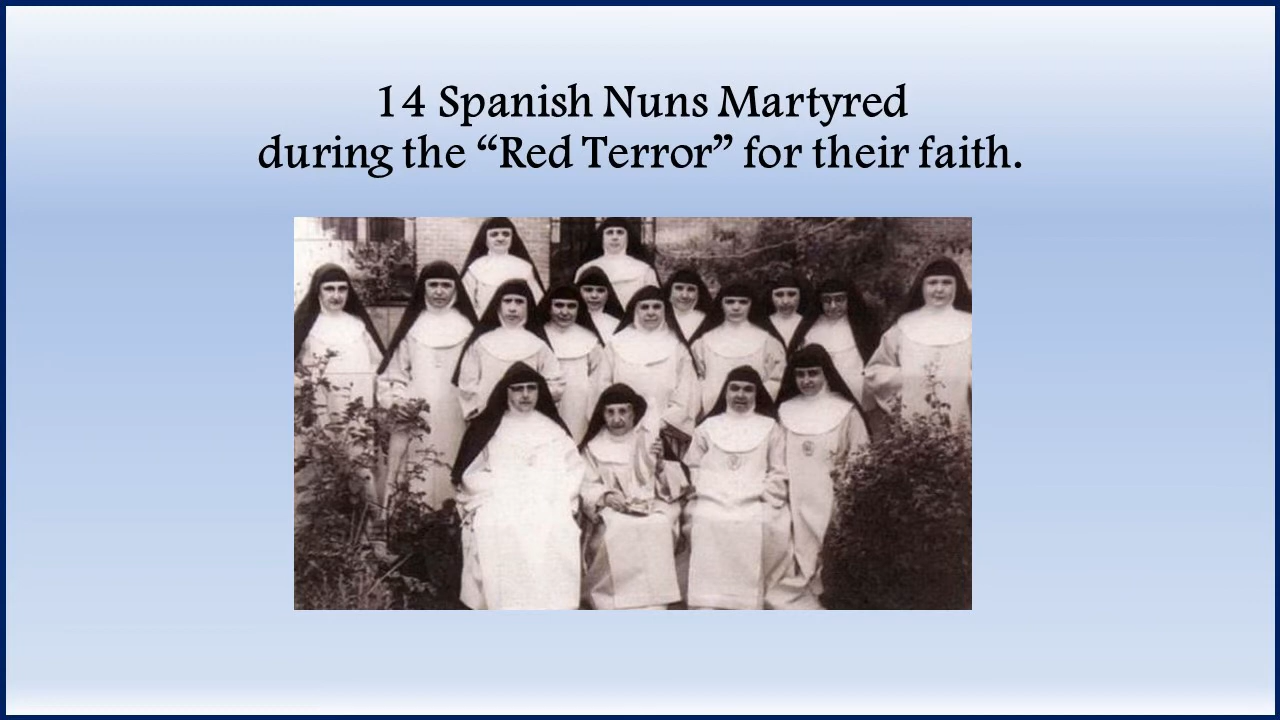 14 Spanish Nuns Martyred
during the “Red Terror” for their faith.